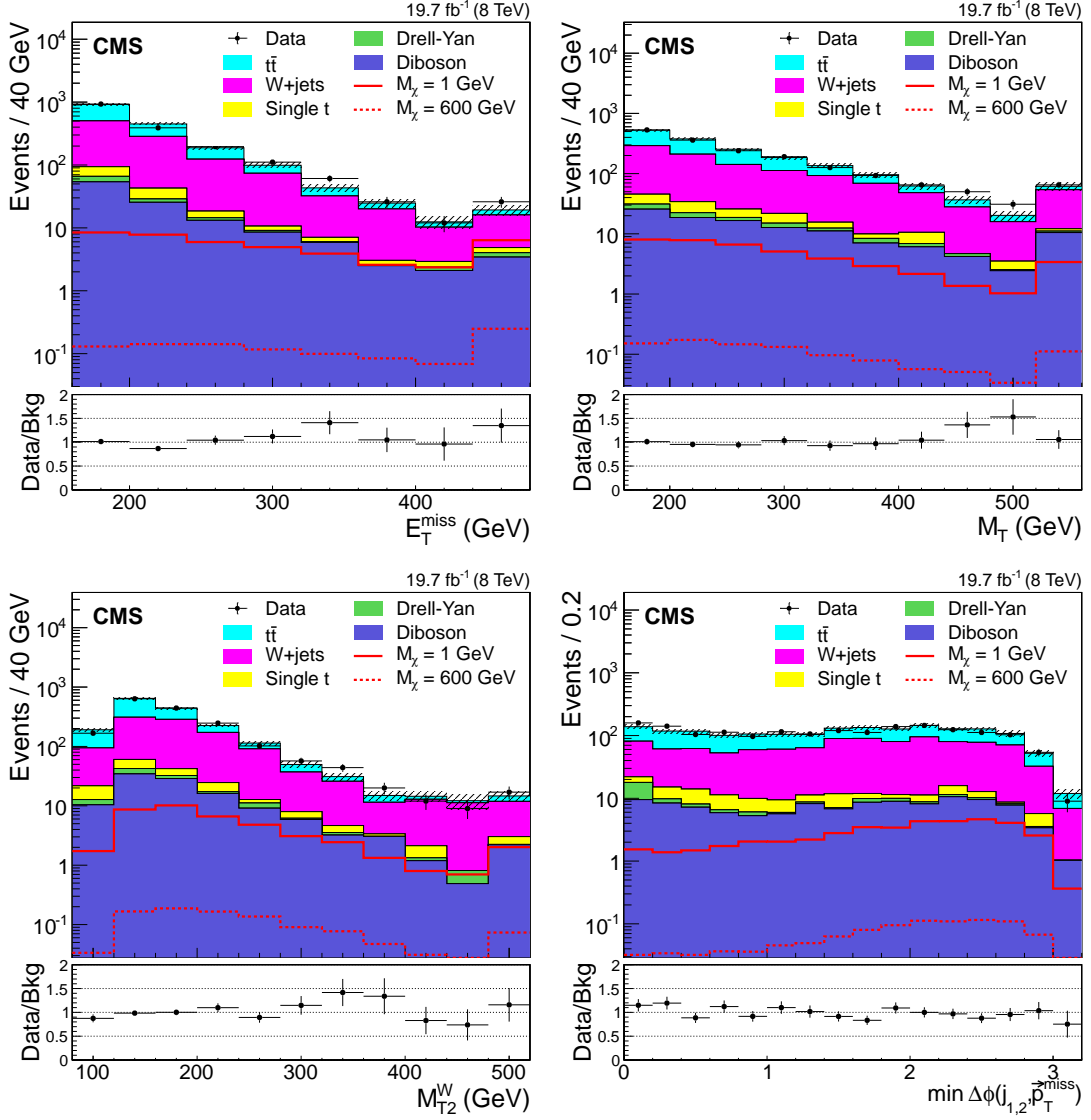 19.7 fb⁻¹ (8 TeV)
CMS
Data
tt̄
W+jets
Single t
Drell-Yan
Diboson
Mχ = 1 GeV
Mχ = 600 GeV
Events / 40 GeV
10⁴
10³
10²
10
1
10⁻¹
Data/Bkg
2
1.5
1
0.5
0
200 300 400
E_T^miss (GeV)
19.7 fb⁻¹ (8 TeV)
CMS
Data
tt̄
W+jets
Single t
Drell-Yan
Diboson
Mχ = 1 GeV
Mχ = 600 GeV
Events / 40 GeV
10⁴
10³
10²
10
1
10⁻¹
Data/Bkg
2
1.5
1
0.5
0
200 300 400 500
M_T (GeV)
19.7 fb⁻¹ (8 TeV)
CMS
Data
tt̄
W+jets
Single t
Drell-Yan
Diboson
Mχ = 1 GeV
Mχ = 600 GeV
Events / 40 GeV
10⁴
10³
10²
10
1
10⁻¹
Data/Bkg
2
1.5
1
0.5
0
100 200 300 400 500
M_T2^W (GeV)
19.7 fb⁻¹ (8 TeV)
CMS
Data
tt̄
W+jets
Single t
Drell-Yan
Diboson
Mχ = 1 GeV
Mχ = 600 GeV
Events / 0.2
10⁴
10³
10²
10
1
10⁻¹
Data/Bkg
2
1.5
1
0.5
0
0 1 2 3
min Δϕ(j_1,2, p⃗_T^miss)